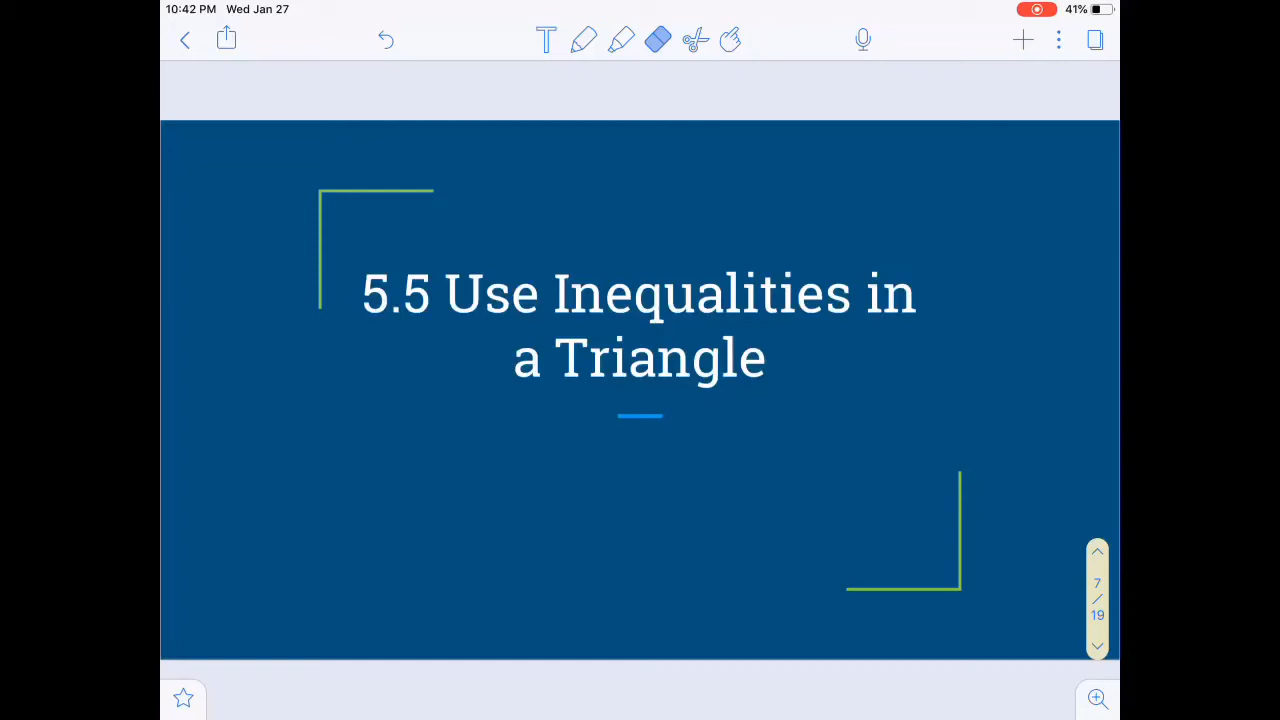 10:42 PM Wed Jan 27
41%
T
5.5 Use Inequalities in
a Triangle
7
/
19